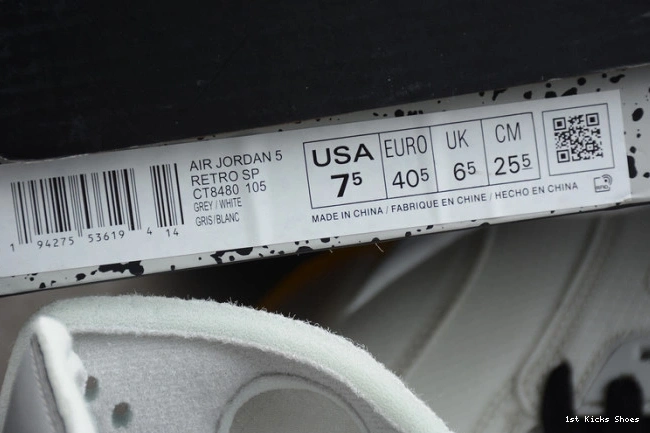 AIR JORDAN 5
RETRO SP
CT8480 105
GREY/WHITE
GRIS/BLANC
1 94275 53619 4 14
USA EURO UK CM
7⁵ 40⁵ 6⁵ 25⁵
MADE IN CHINA / FABRIQUE EN CHINE / HECHO EN CHINA
1st Kicks Shoes